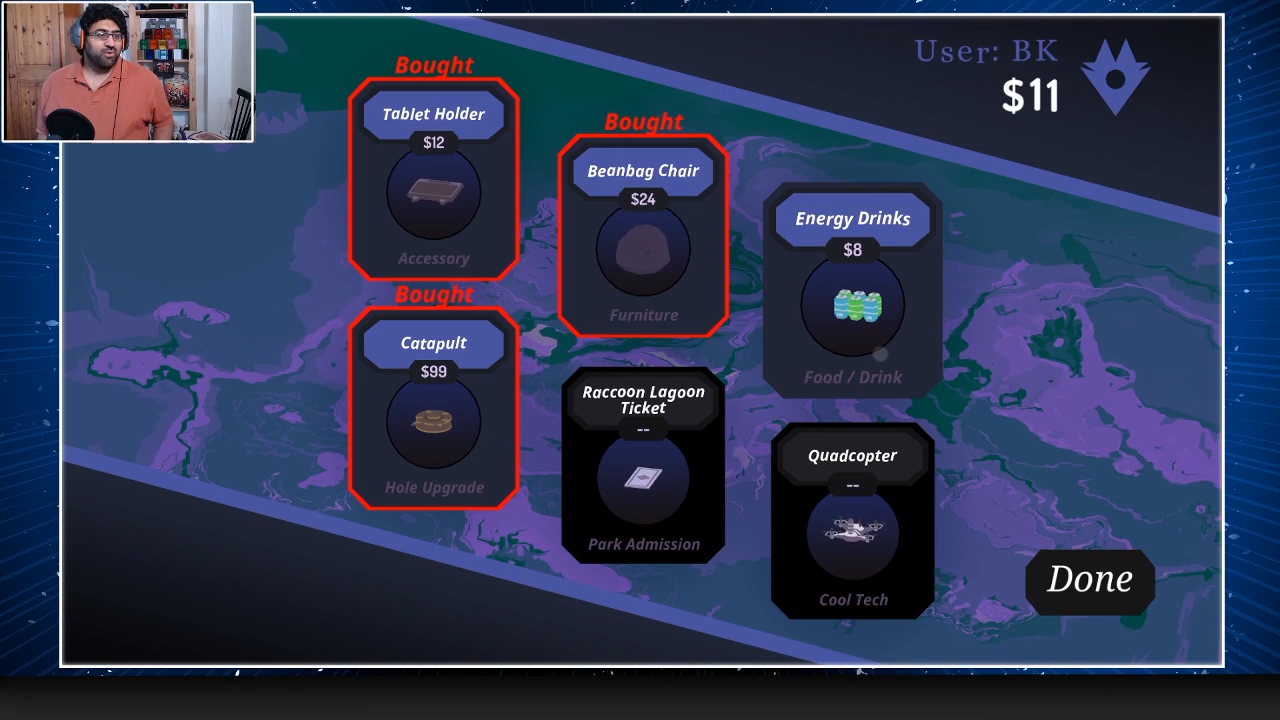 User: BK
$11
Bought
Tablet Holder
$12
Accessory
Bought
Catapult
$99
Hole Upgrade
Bought
Beanbag Chair
$24
Furniture
Raccoon Lagoon
Ticket
--
Park Admission
Energy Drinks
$8
Food / Drink
Quadcopter
--
Cool Tech
Done